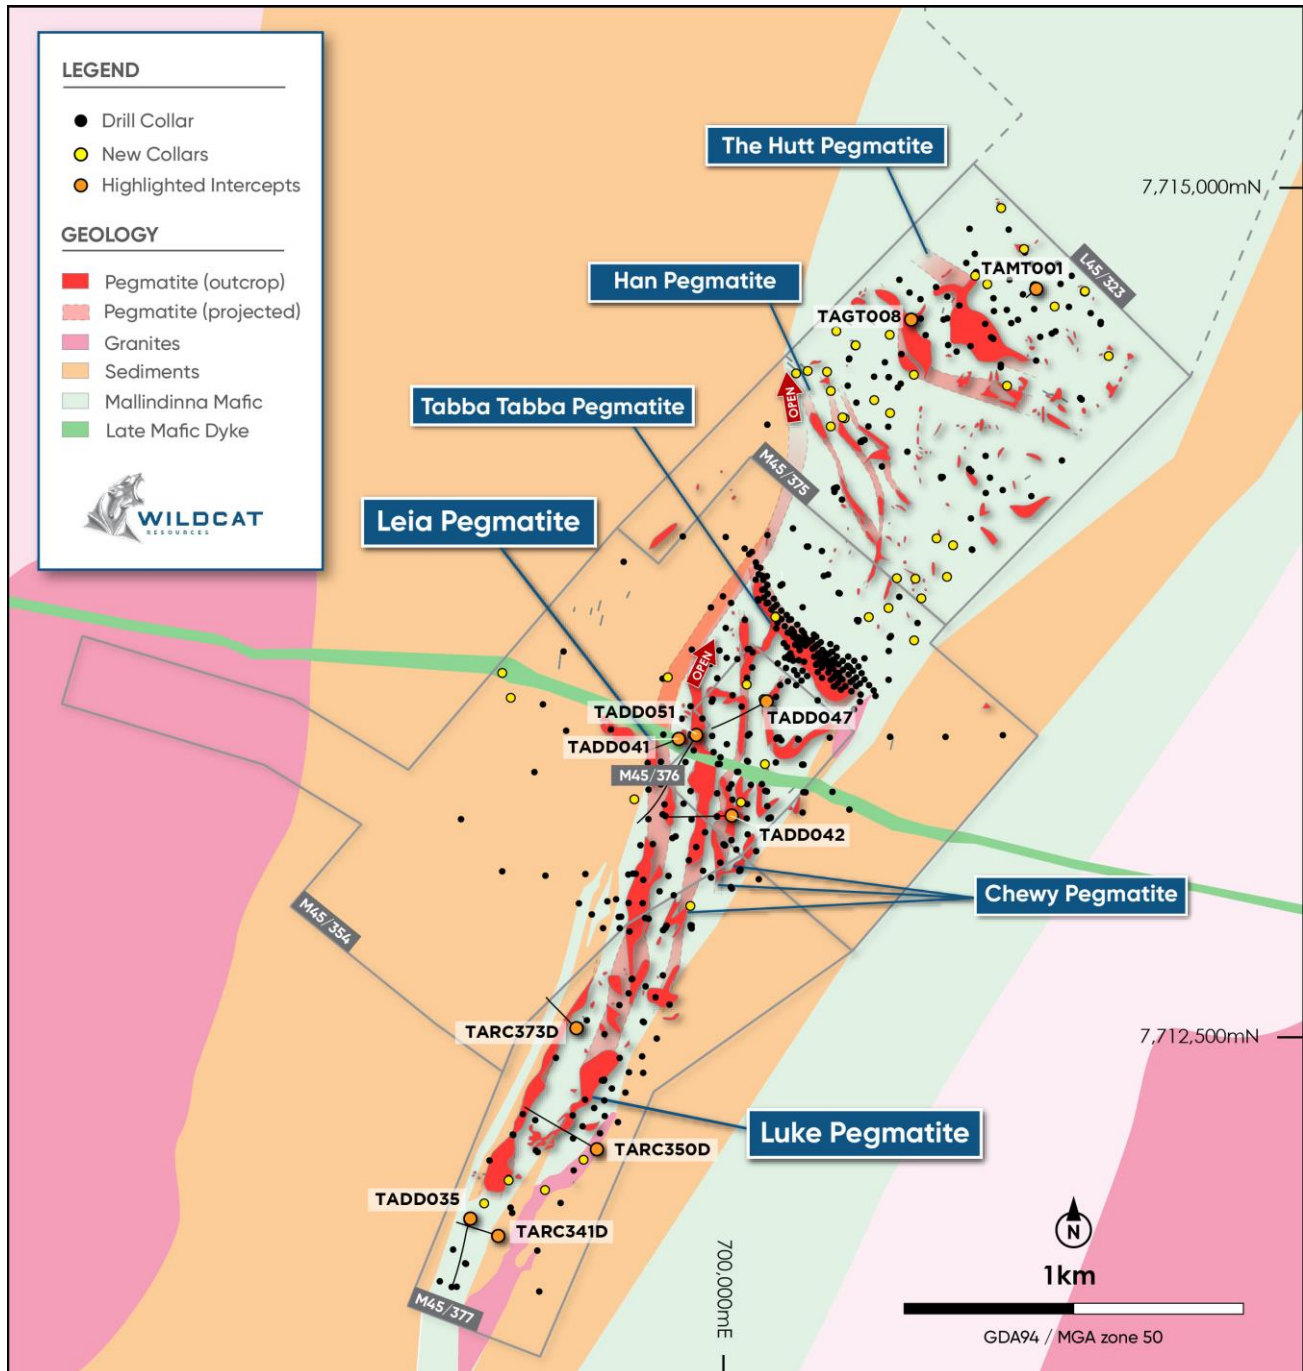 LEGEND
Drill Collar
New Collars
Highlighted Intercepts
GEOLOGY
Pegmatite (outcrop)
Pegmatite (projected)
Granites
Sediments
Mallindinna Mafic
Late Mafic Dyke
WILDCAT
RESOURCES
The Hutt Pegmatite
7,715,000mN
L45/323
TAMT001
Han Pegmatite
TAGT008
OPEN
Tabba Tabba Pegmatite
M45/375
Leia Pegmatite
OPEN
TADD051
TADD047
TADD041
M45/376
TADD042
Chewy Pegmatite
M45/354
TARC373D
7,712,500mN
Luke Pegmatite
TARC350D
TADD035
TARC341D
M45/377
700,000mE
N
1km
GDA94 / MGA zone 50